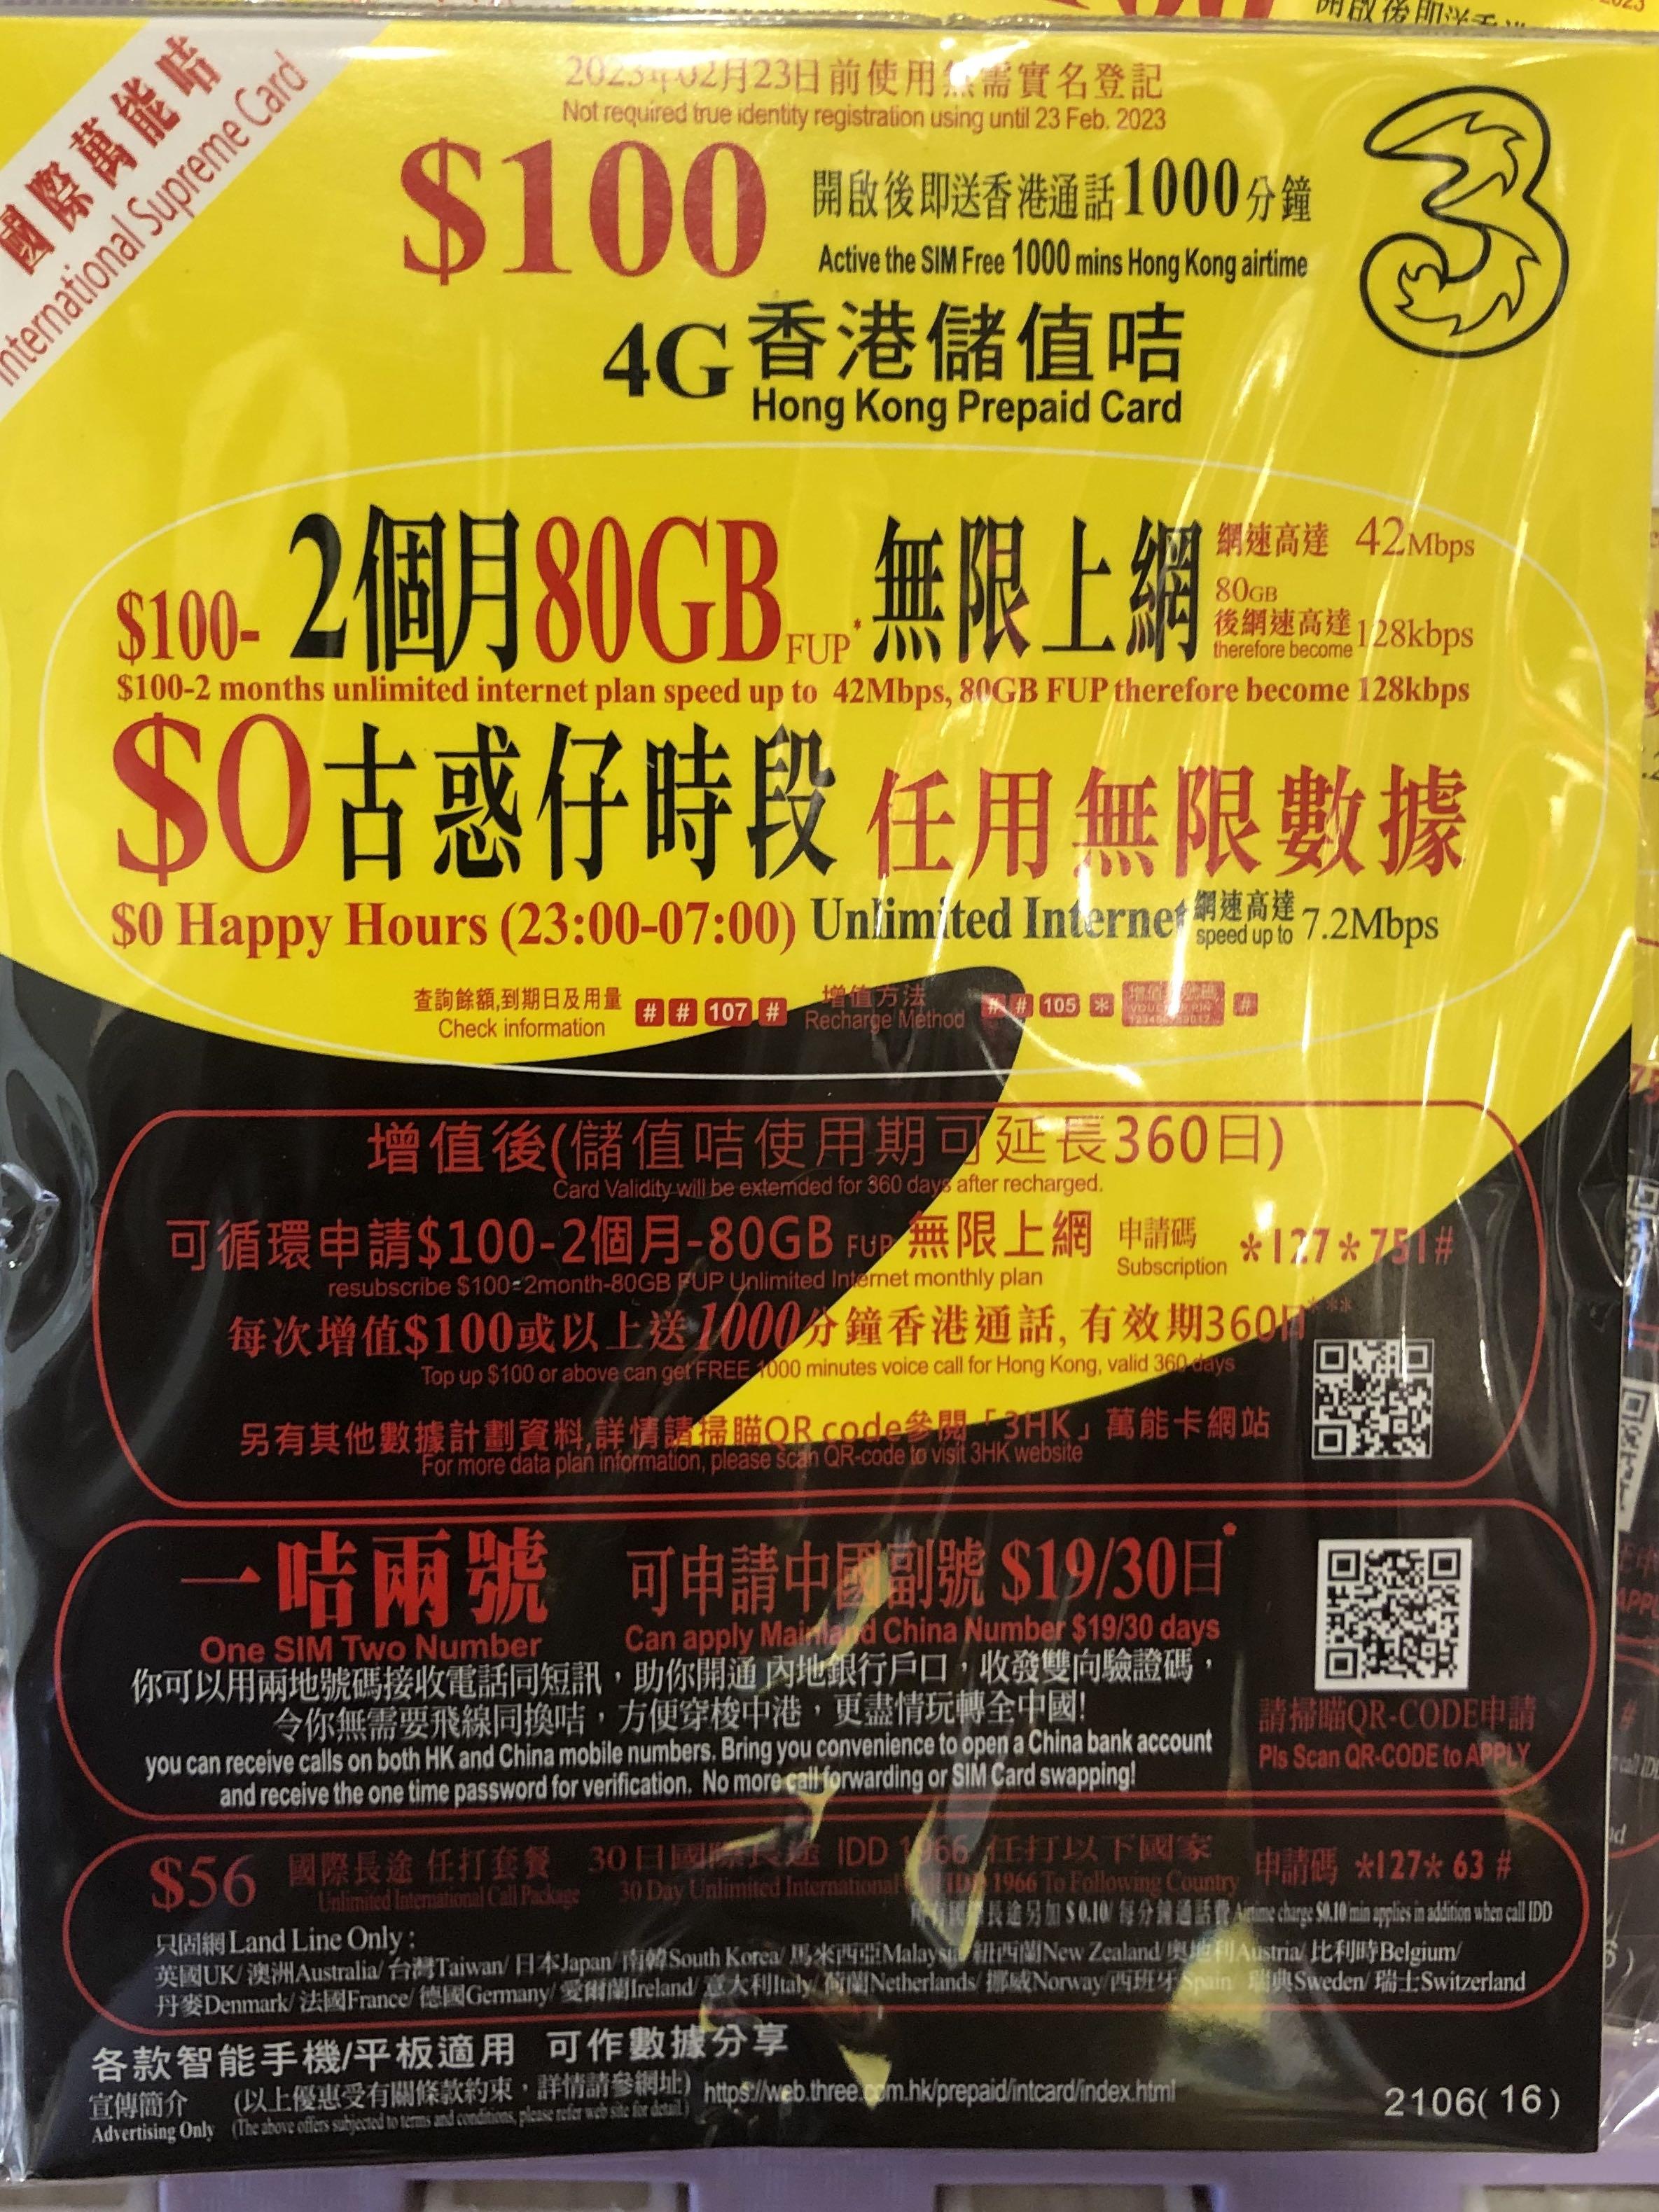 國際萬能咭
International Supreme Card
2023年02月23日前使用無需實名登記
Not required true identity registration using until 23 Feb. 2023
$100
開啟後即送香港通話1000分鐘
Active the SIM Free 1000 mins Hong Kong airtime
4G香港儲值咭
Hong Kong Prepaid Card
$100- 2個月80GB FUP* 無限上網
網速高達 42Mbps
80GB
後網速高達
therefore become 128kbps
$100-2 months unlimited internet plan speed up to 42Mbps, 80GB FUP therefore become 128kbps
$0古惑仔時段 任用無限數據
$0 Happy Hours (23:00-07:00) Unlimited Internet 網速高達 speed up to 7.2Mbps
查詢餘額,到期日及用量 # # 107 #
Check information
增值方法 # # 105 * #
Recharge Method
增值後(儲值咭使用期可延長360日)
Card Validity will be extemded for 360 days after recharged.
可循環申請$100-2個月-80GB FUP 無限上網 申請碼 *127*751#
resubscribe $100-2month-80GB FUP Unlimited Internet monthly plan Subscription
每次增值$100或以上送1000分鐘香港通話,有效期360日***
Top up $100 or above can get FREE 1000 minutes voice call for Hong Kong, valid 360 days
另有其他數據計劃資料,詳情請掃瞄QR code參閱「3HK」萬能卡網站
For more data plan information, please scan QR-code to visit 3HK website
一咭兩號 可申請中國副號 $19/30日*
One SIM Two Number Can apply Mainland China Number $19/30 days
你可以用兩地號碼接收電話同短訊，助你開通 內地銀行戶口，收發雙向驗證碼，
令你無需要飛線同換咭，方便穿梭中港，更盡情玩轉全中國!
you can receive calls on both HK and China mobile numbers. Bring you convenience to open a China bank account
and receive the one time password for verification. No more call forwarding or SIM Card swapping!
請掃瞄QR-CODE申請
Pls Scan QR-CODE to APPLY
$56 國際長途 任打套餐 30日國際長途 IDD 1966 任打以下國家 申請碼 *127* 63 #
Unlimited International Call Package 30 Day Unlimited International IDD 1966 To Following Country
所有國際長途另加 $0.10/ 每分鐘通話費 Airtime charge $0.10 min applies in addition when call IDD
只固網 Land Line Only :
英國UK/ 澳洲Australia/ 台灣Taiwan/ 日本Japan/ 南韓South Korea/ 馬來西亞Malaysia/ 紐西蘭New Zealand/ 奧地利Austria/ 比利時Belgium/
丹麥Denmark/ 法國France/ 德國Germany/ 愛爾蘭Ireland/ 意大利Italy/ 荷蘭Netherlands/ 挪威Norway/ 西班牙Spain 瑞典Sweden/ 瑞士Switzerland
各款智能手機/平板適用 可作數據分享
宣傳簡介 (以上優惠受有關條款約束，詳情請參網址) https://web.three.com.hk/prepaid/intcard/index.html
Advertising Only (The above offers subjected to terms and conditions, please refer web site for detail.)
2106( 16 )